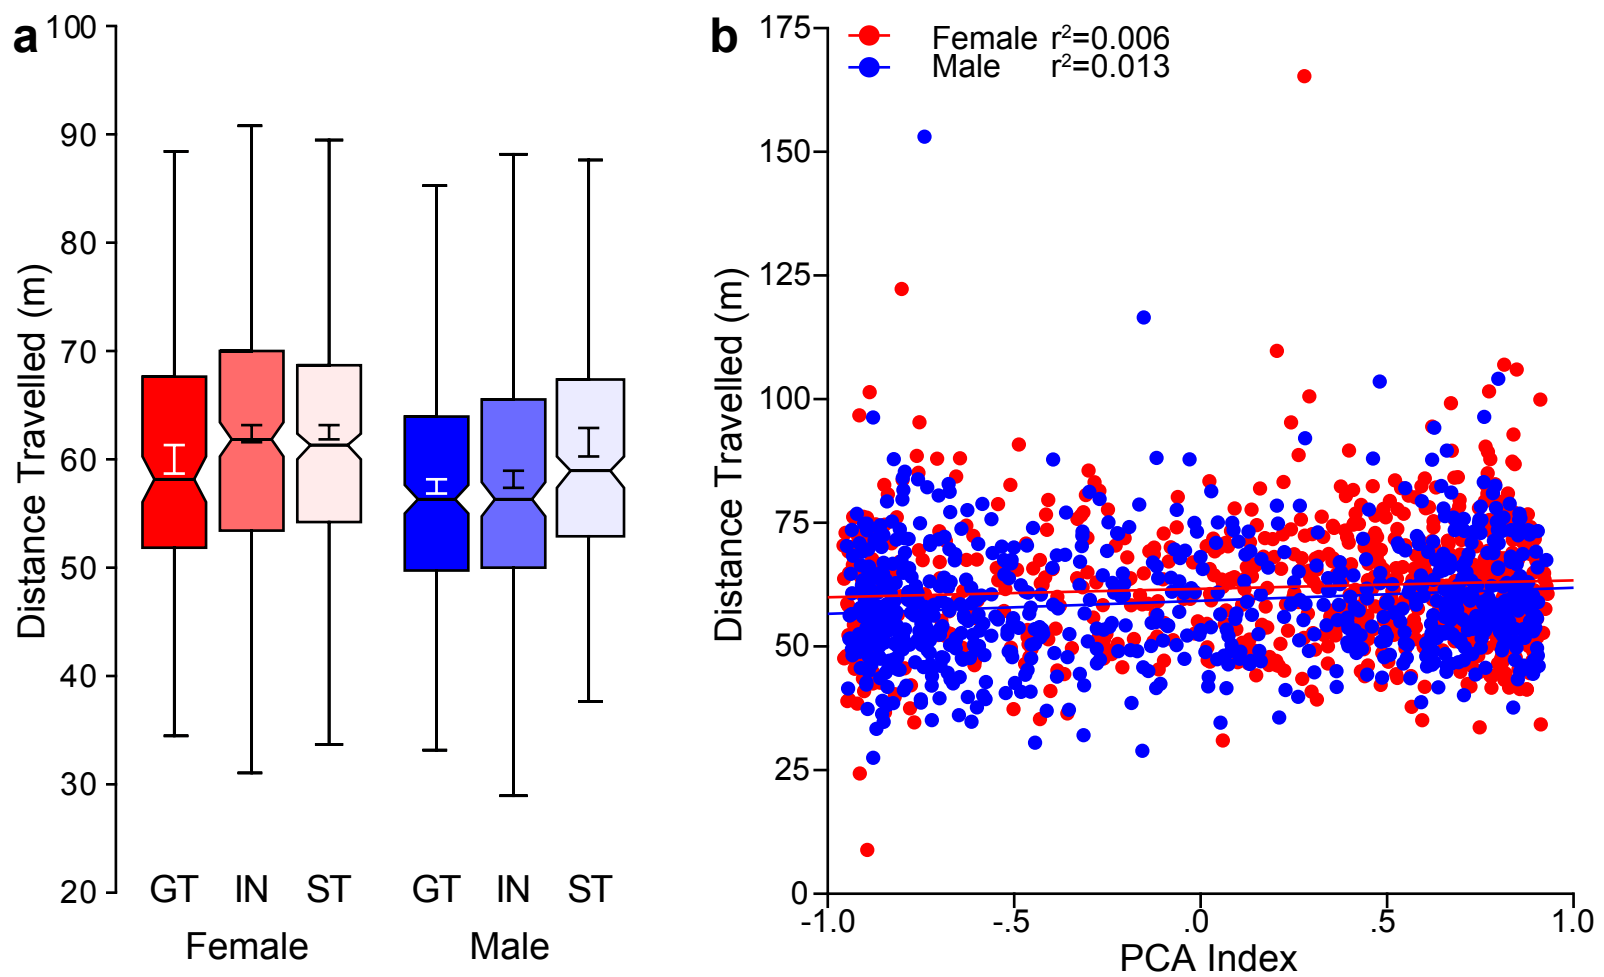 a
100
90
80
70
60
50
40
30
20
Distance Travelled (m)
GT IN ST GT IN ST
Female Male
b
175
150
125
100
75
50
25
0
Distance Travelled (m)
Female r²=0.006
Male r²=0.013
-1.0 -.5 .0 .5 1.0
PCA Index